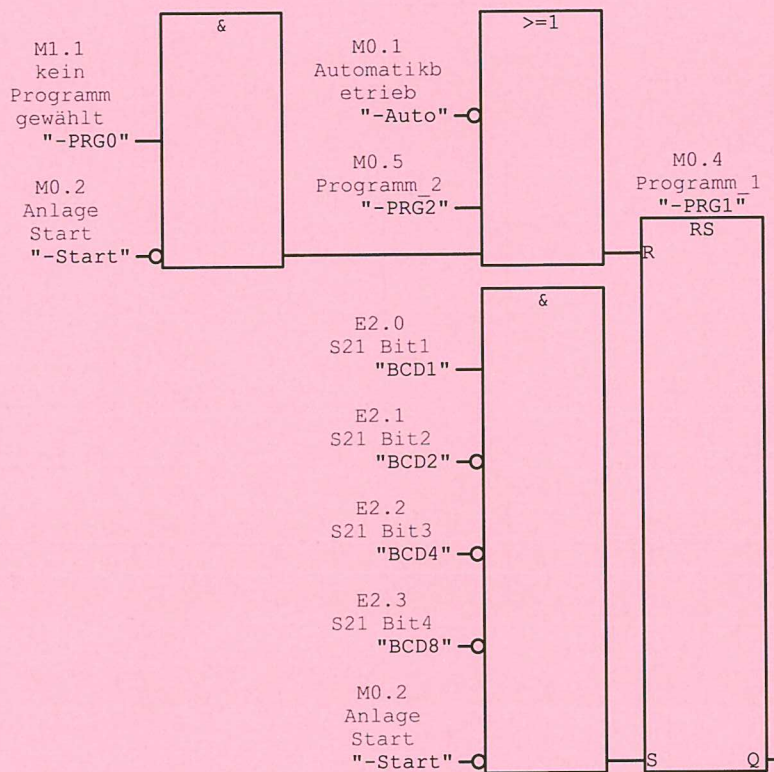 &
M1.1
kein
Programm
gewählt
"-PRG0"
M0.2
Anlage
Start
"-Start"
>=1
M0.1
Automatikb
etrieb
"-Auto"
M0.5
Programm_2
"-PRG2"
M0.4
Programm_1
"-PRG1"
RS
R
&
E2.0
S21 Bit1
"BCD1"
E2.1
S21 Bit2
"BCD2"
E2.2
S21 Bit3
"BCD4"
E2.3
S21 Bit4
"BCD8"
M0.2
Anlage
Start
"-Start"
S
Q